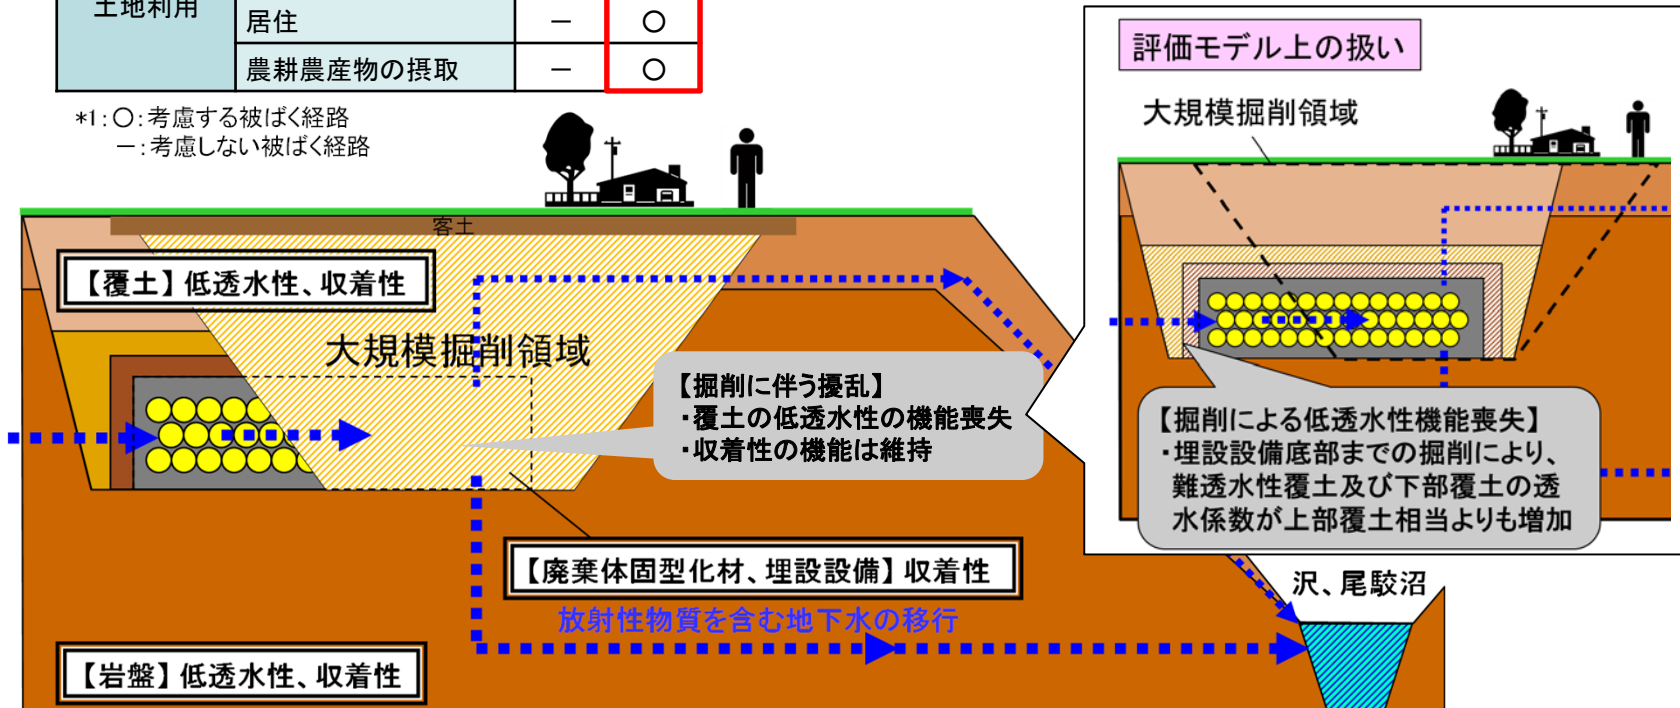 土地利用
居住 － ○
農耕農産物の摂取 － ○
*1:○:考慮する被ばく経路
－:考慮しない被ばく経路
客土
【覆土】低透水性、収着性
大規模掘削領域
【掘削に伴う擾乱】
・覆土の低透水性の機能喪失
・収着性の機能は維持
【廃棄体固型化材、埋設設備】収着性
放射性物質を含む地下水の移行
【岩盤】低透水性、収着性
評価モデル上の扱い
大規模掘削領域
【掘削による低透水性機能喪失】
・埋設設備底部までの掘削により、
難透水性覆土及び下部覆土の透
水係数が上部覆土相当よりも増加
沢、尾駮沼